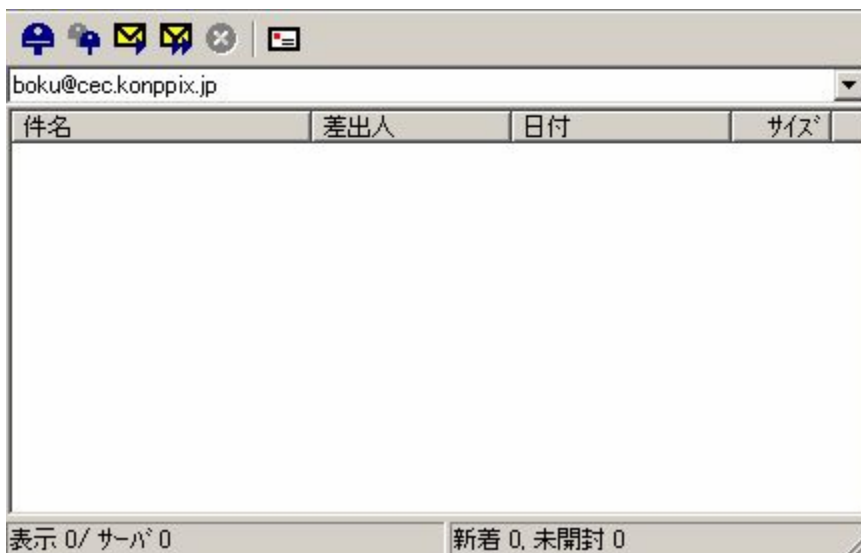 boku@cec.konppix.jp
件名 差出人 日付 ｻｲｽﾞ
表示 0/ ｻｰﾊﾞ 0 新着 0, 未開封 0